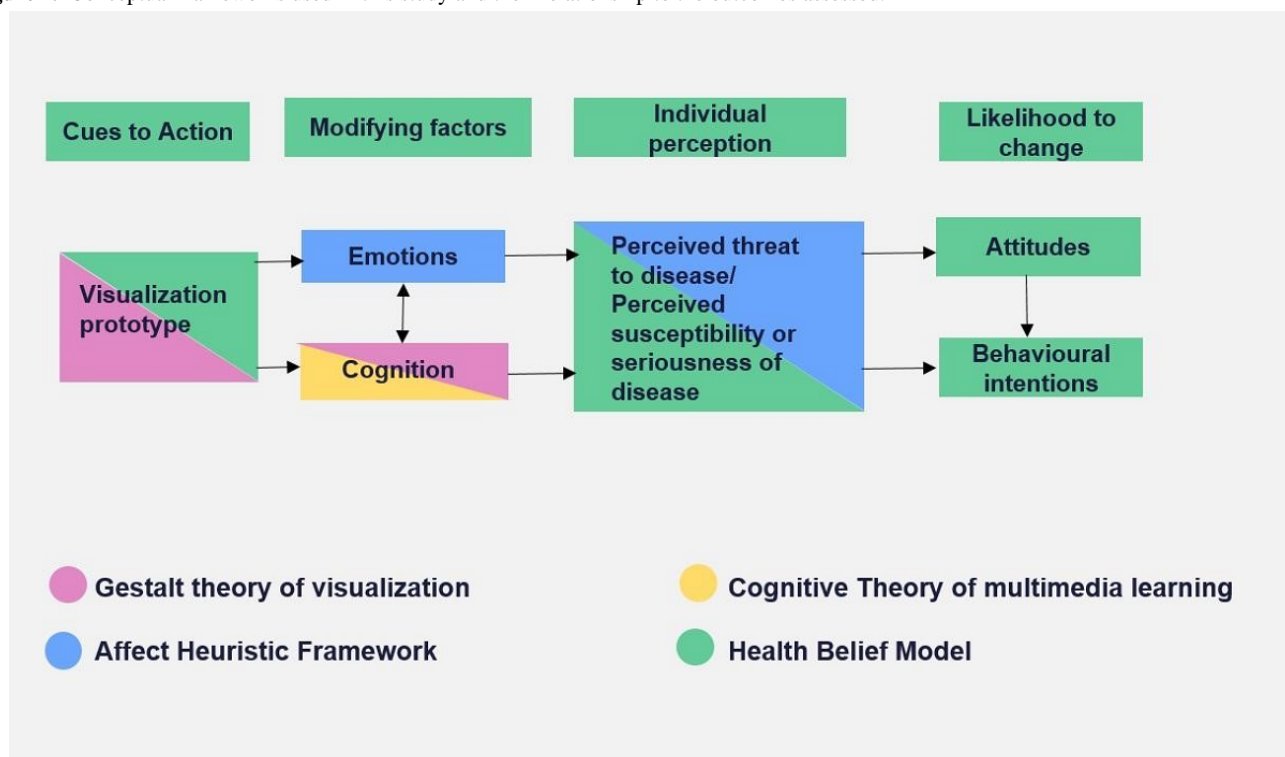 Cues to Action
Modifying factors
Individual
perception
Likelihood to
change
Visualization
prototype
Emotions
Cognition
Perceived threat
to disease/
Perceived
susceptibility or
seriousness of
disease
Attitudes
Behavioural
intentions
Gestalt theory of visualization
Cognitive Theory of multimedia learning
Affect Heuristic Framework
Health Belief Model